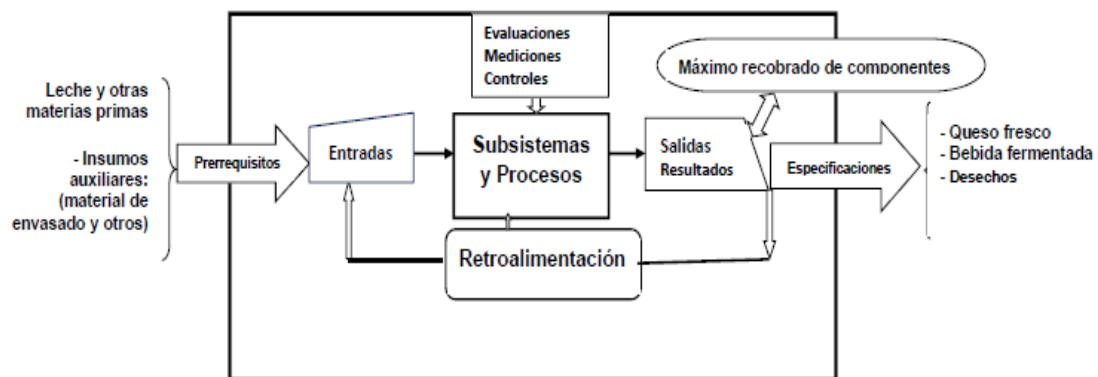 Evaluaciones
Mediciones
Controles
Máximo recobrado de componentes
Leche y otras
materias primas
- Insumos
auxiliares:
(material de
envasado y otros)
Prerrequisitos
Entradas
Subsistemas
y Procesos
Salidas
Resultados
Especificaciones
- Queso fresco
- Bebida fermentada
- Desechos
Retroalimentación